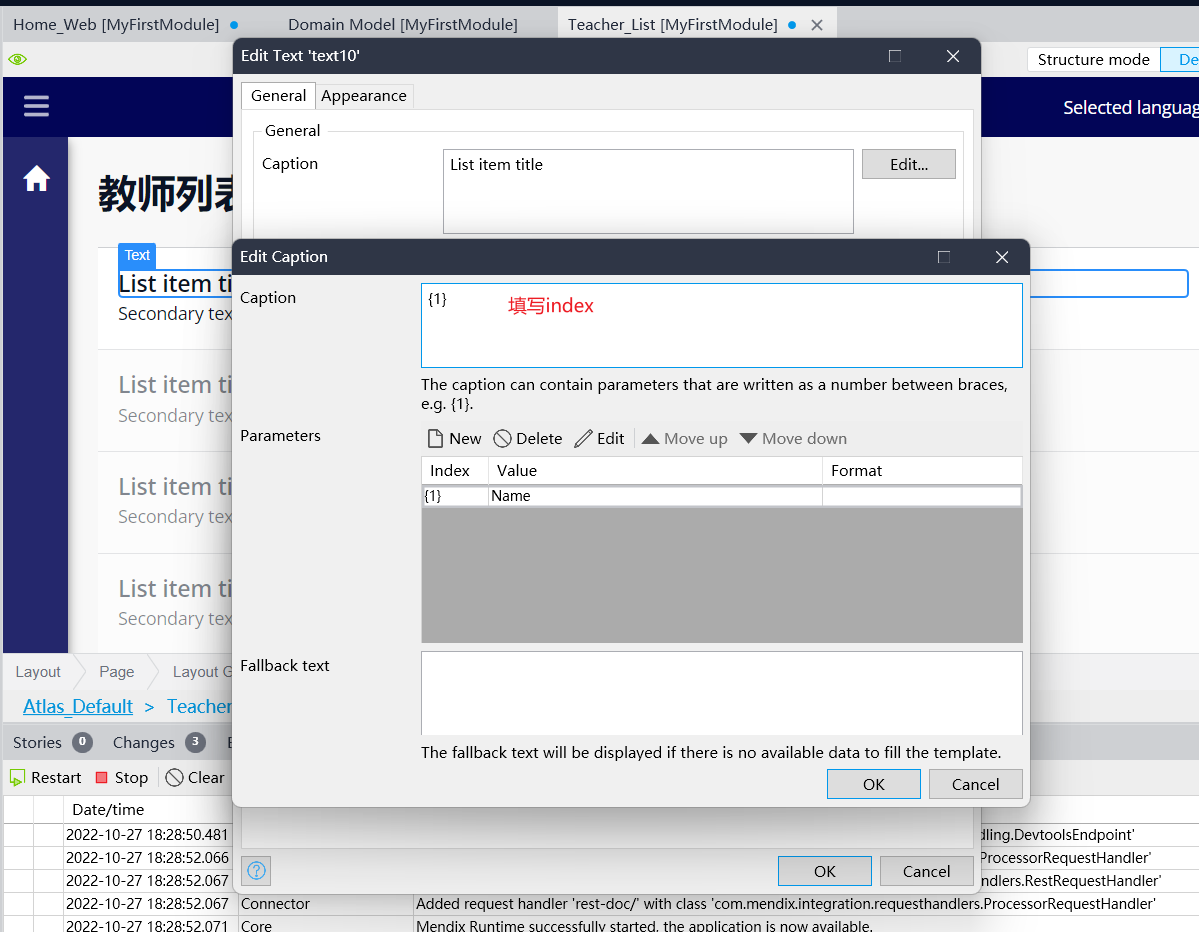 Home_Web [MyFirstModule]
Domain Model [MyFirstModule]
Teacher_List [MyFirstModule]
Edit Text 'text10'
Structure mode
De
General
Appearance
Selected languag
General
Caption
List item title
Edit...
教师列表
Text
List item ti
Secondary tex
Edit Caption
Caption
{1}
填写index
The caption can contain parameters that are written as a number between braces,
e.g. {1}.
List item ti
Secondary tex
Parameters
New
Delete
Edit
Move up
Move down
Index
Value
Format
{1}
Name
List item ti
Secondary tex
List item ti
Secondary tex
Layout
Page
Layout G
Fallback text
Atlas_Default > Teacher
Stories 0
Changes 3
The fallback text will be displayed if there is no available data to fill the template.
Restart
Stop
Clear
OK
Cancel
Date/time
2022-10-27 18:28:50.481
dling.DevtoolsEndpoint'
2022-10-27 18:28:52.066
ProcessorRequestHandler'
2022-10-27 18:28:52.067
ndlers.RestRequestHandler'
OK
Cancel
2022-10-27 18:28:52.067 Connector Added request handler 'rest-doc/' with class 'com.mendix.integration.requesthandlers.ProcessorRequestHandler'
2022-10-27 18:28:52.071 Core Mendix Runtime successfully started, the application is now available.